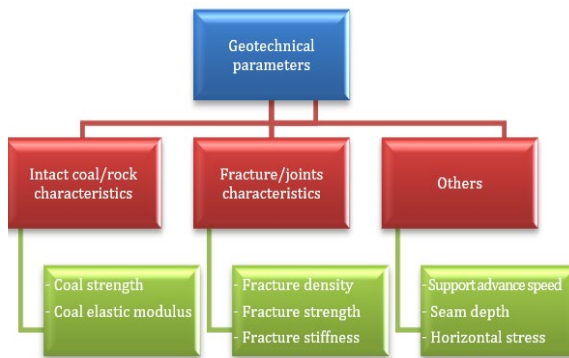 Geotechnical
parameters
Intact coal/rock
characteristics
Fracture/joints
characteristics
Others
- Coal strength
- Coal elastic modulus
- Fracture density
- Fracture strength
- Fracture stiffness
- Support advance speed
- Seam depth
- Horizontal stress